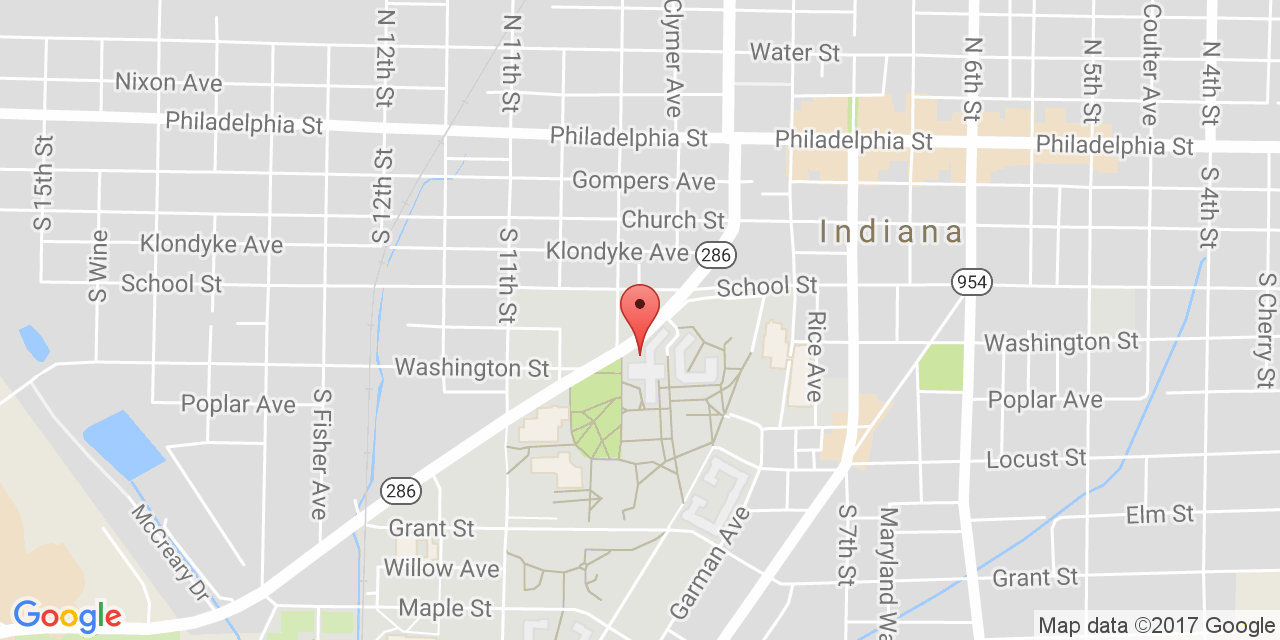 N 12th St
N 11th St
Clymer Ave
Water St
N 6th St
N 5th St
Coulter Ave
N 4th St
Nixon Ave
Philadelphia St
Philadelphia St
Philadelphia St
Philadelphia St
S 15th St
S 12th St
Gompers Ave
S 4th St
Church St
Indiana
S Wine
Klondyke Ave
S 11th St
Klondyke Ave
286
School St
School St
954
S Cherry St
Rice Ave
Washington St
Washington St
Poplar Ave
S Fisher Ave
Poplar Ave
Locust St
286
McCreary Dr
Grant St
Garman Ave
S 7th St
Maryland Wa
Elm St
Willow Ave
Grant St
Maple St
Google
Map data ©2017 Google